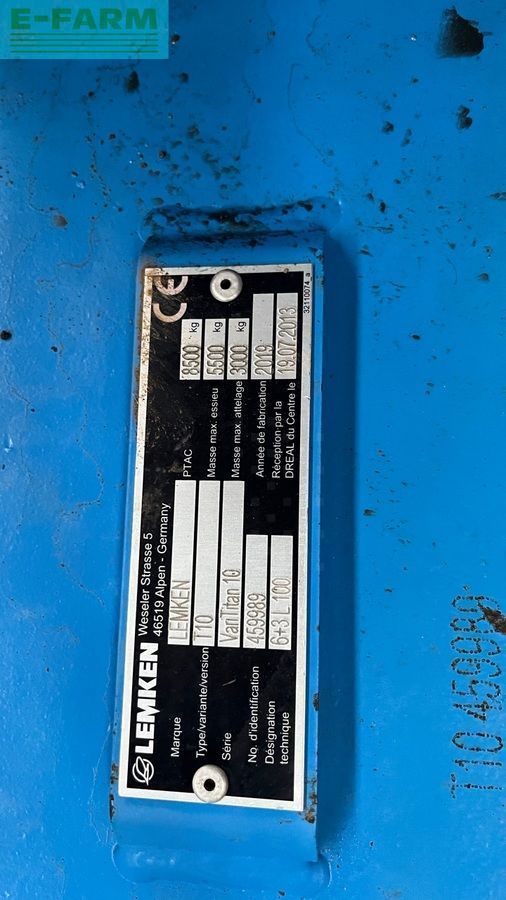 E-FARM
LEMKEN
Weseler Strasse 5
46519 Alpen - Germany
CE
Marque LEMKEN
Type/variante/version T10
Série VariTitan 10
No. d'identification 459989
Désignation technique 6+3 L 100
PTAC 8500 kg
Masse max. essieu 5500 kg
Masse max. attelage 3000 kg
Année de fabrication 2019
Réception par la
DREAL du Centre le 19.07.2013
32110074_a
T10 459989